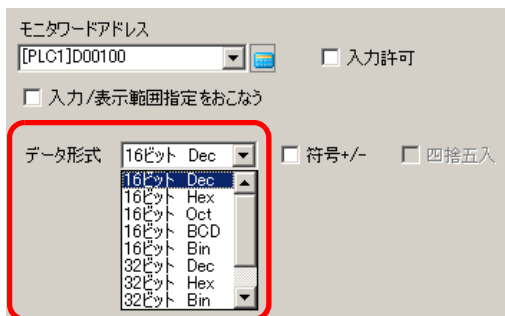 モニタワードアドレス
[PLC1]D00100
入力許可
入力/表示範囲指定をおこなう
データ形式 16ビット Dec 符号+/- 四捨五入
16ビット Dec
16ビット Hex
16ビット Oct
16ビット BCD
16ビット Bin
32ビット Dec
32ビット Hex
32ビット Bin